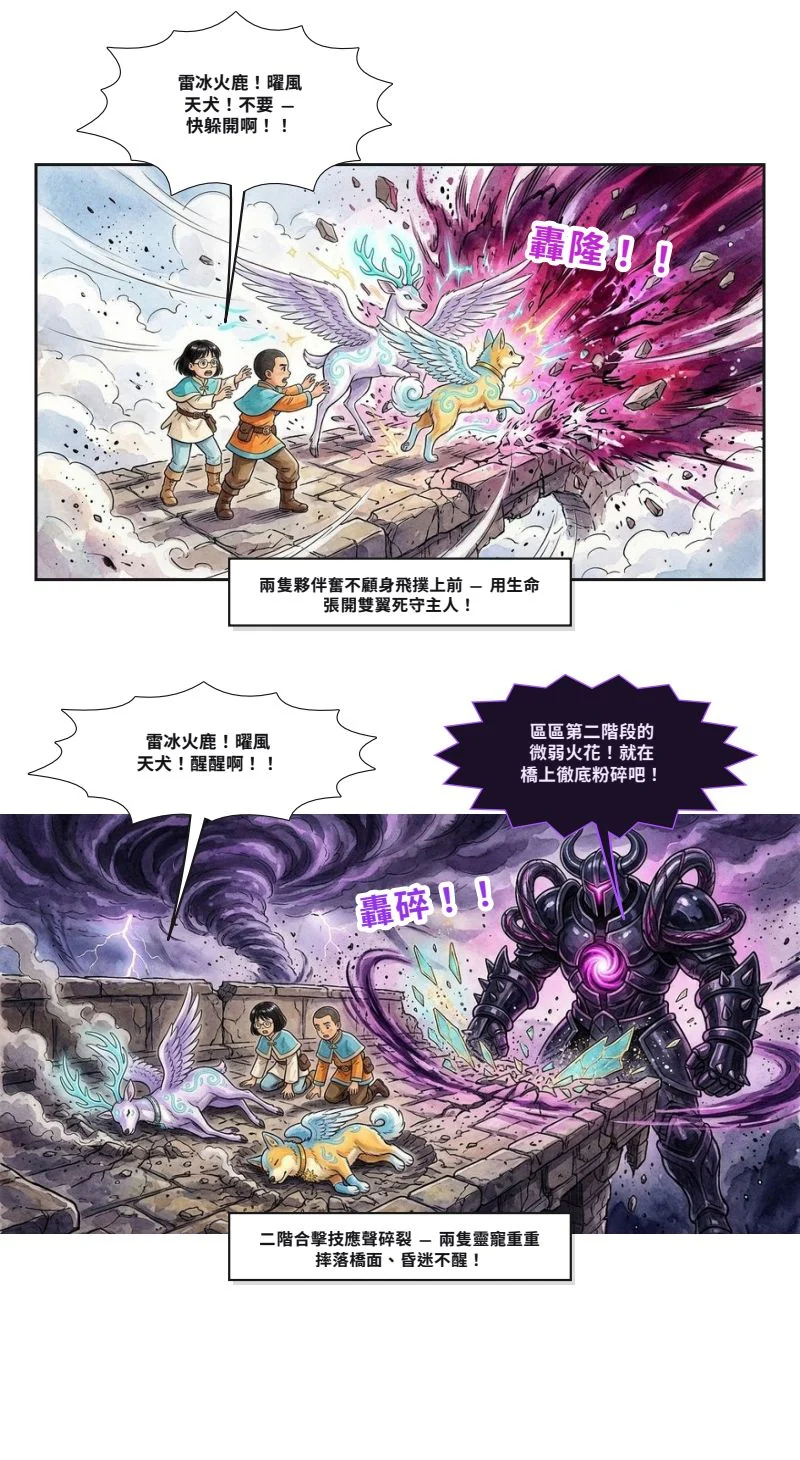 雷冰火鹿！曜風
天犬！不要 —
快躲開啊！！
轟隆！！
兩隻夥伴奮不顧身飛撲上前 — 用生命
張開雙翼死守主人！
雷冰火鹿！曜風
天犬！醒醒啊！！
區區第二階段的
微弱火花！就在
橋上徹底粉碎吧！
轟碎！！
二階合擊技應聲碎裂 — 兩隻靈寵重重
摔落橋面、昏迷不醒！